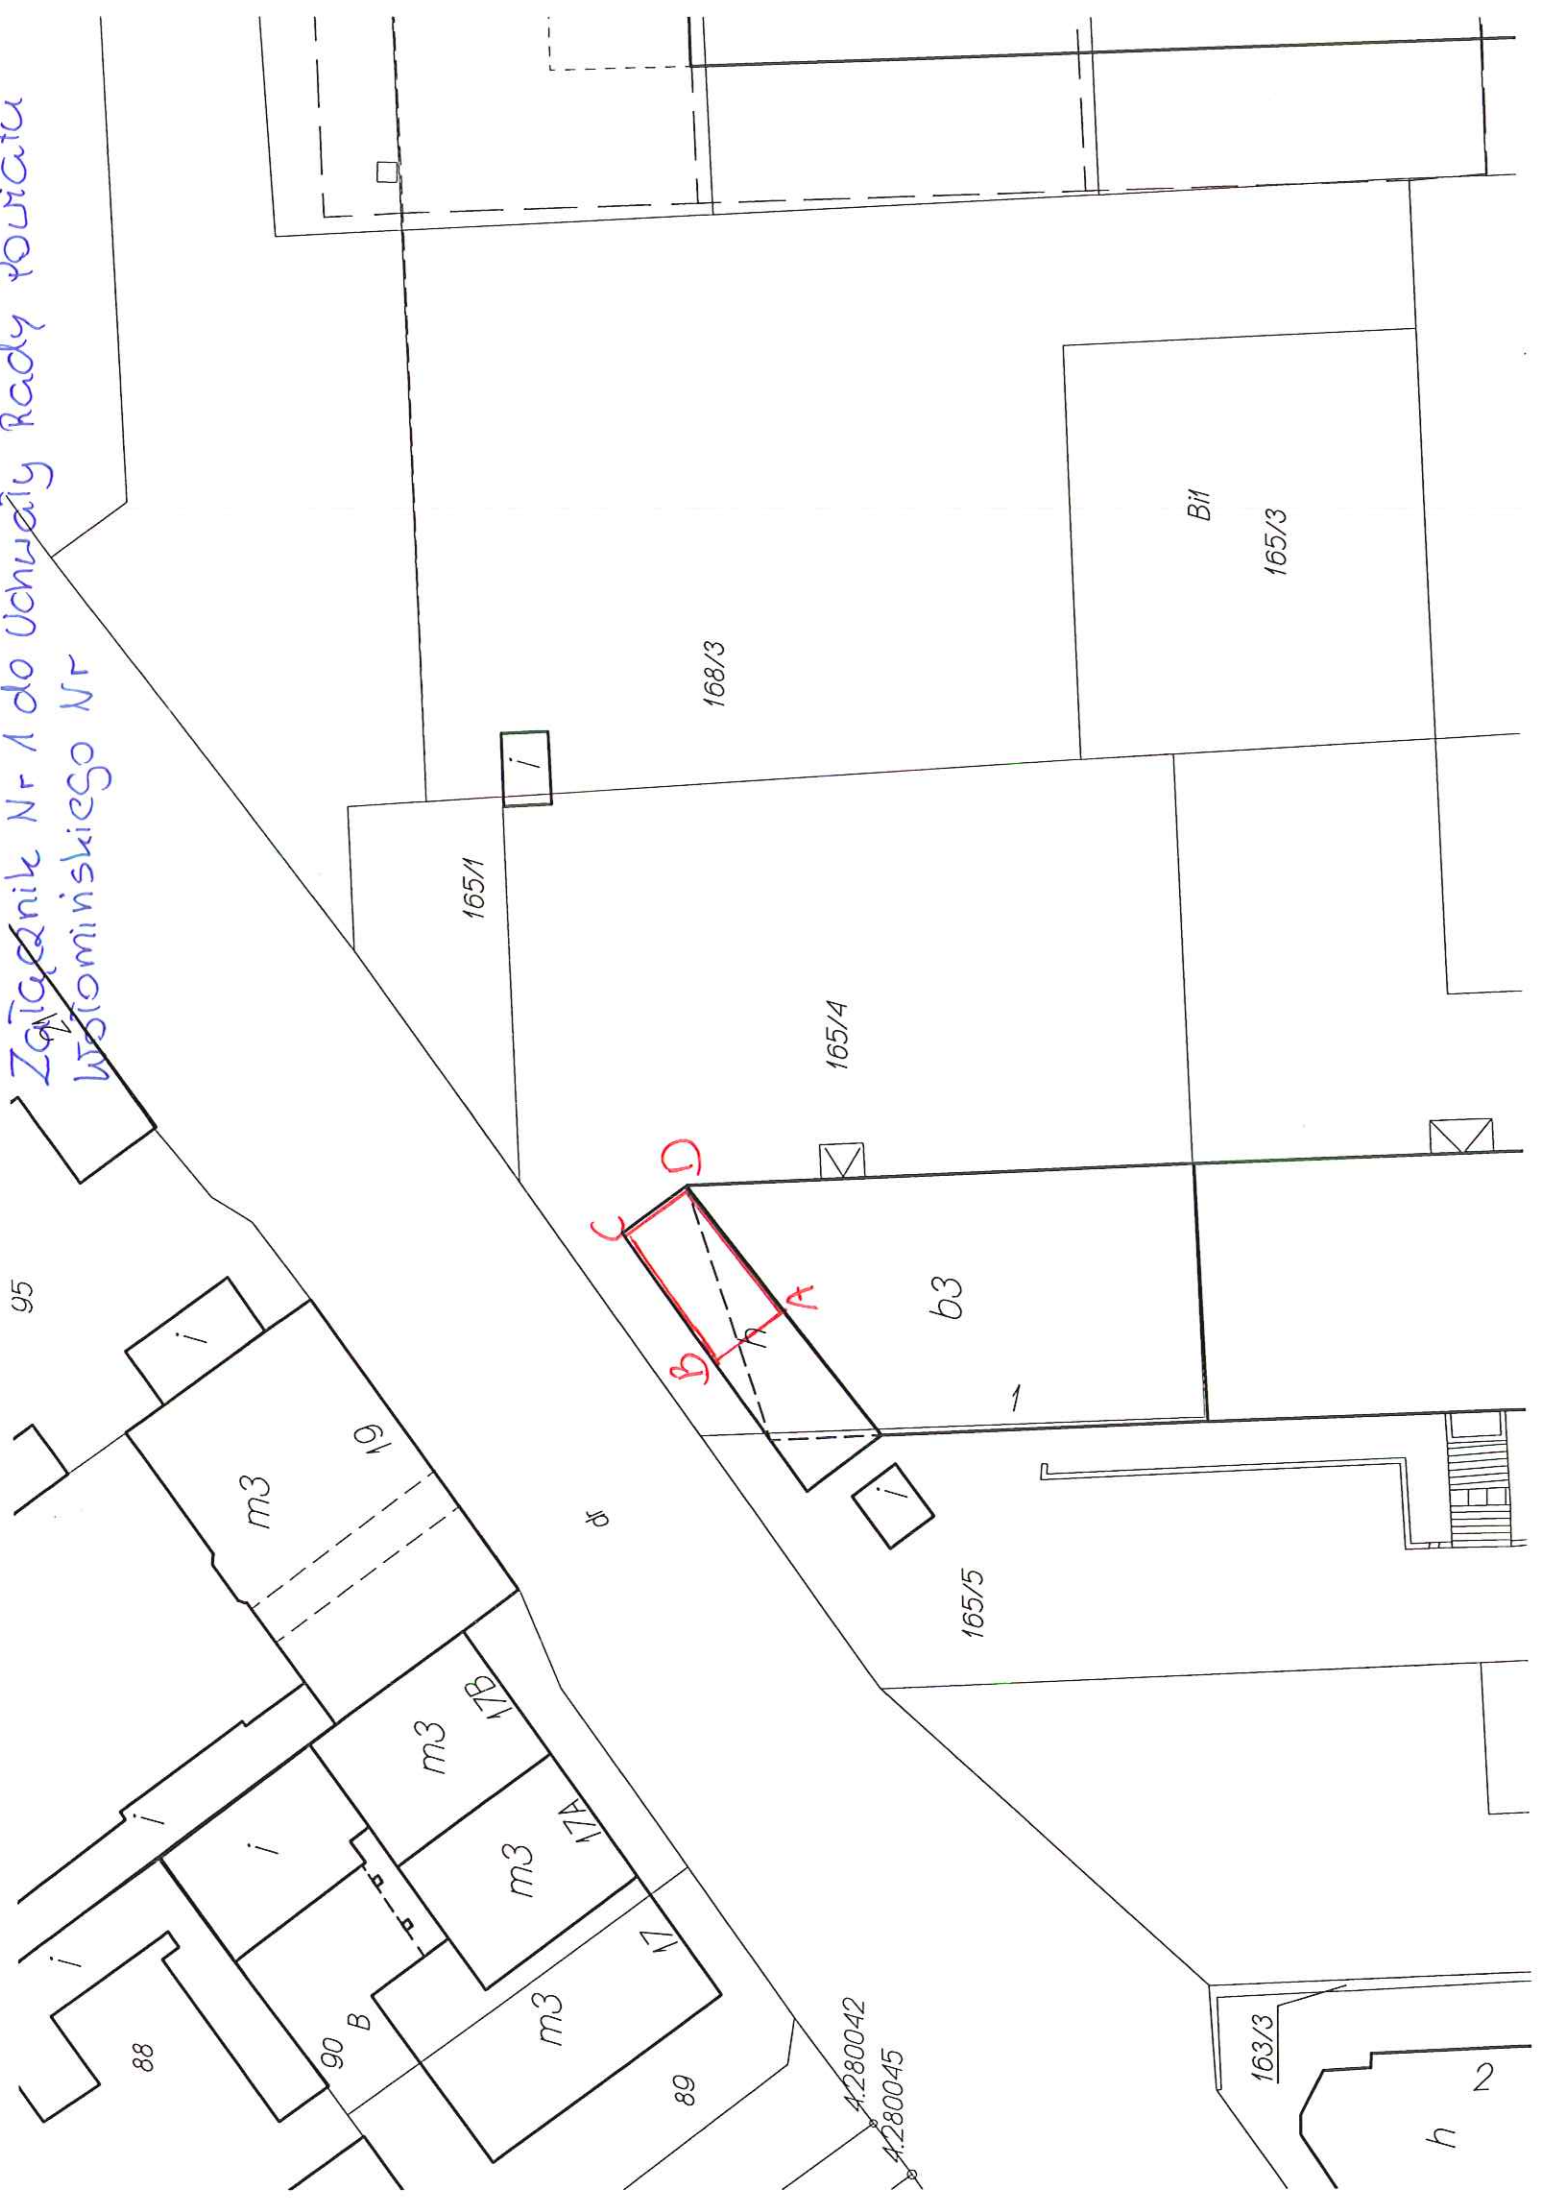 Załącznik Nr 1 do Uchwały Rady Powiatu
Wołomińskiego Nr
95
i
19
m3
dr
17B
m3
i
i
17A
m3
i
17
m3
B
90
88
89
4.280042
4.280045
165/1
i
168/3
Bi1
165/3
165/4
D
C
A
B
h
b3
1
i
165/5
163/3
2
h